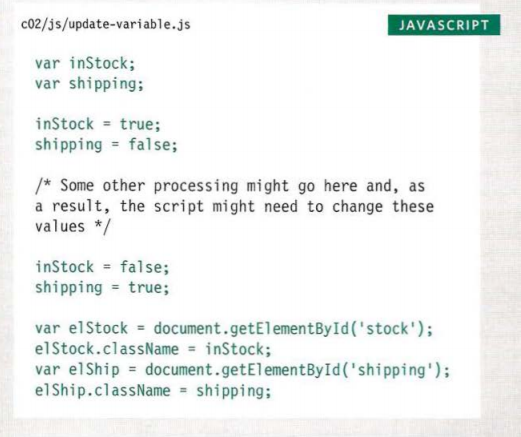 c02/js/update-variable.js JAVASCRIPT
var inStock;
var shipping;
inStock = true;
shipping = false;
/* Some other processing might go here and, as
a result, the script might need to change these
values */
inStock = false;
shipping = true;
var elStock = document.getElementById('stock');
elStock.className = inStock;
var elShip = document.getElementById('shipping');
elShip.className = shipping;